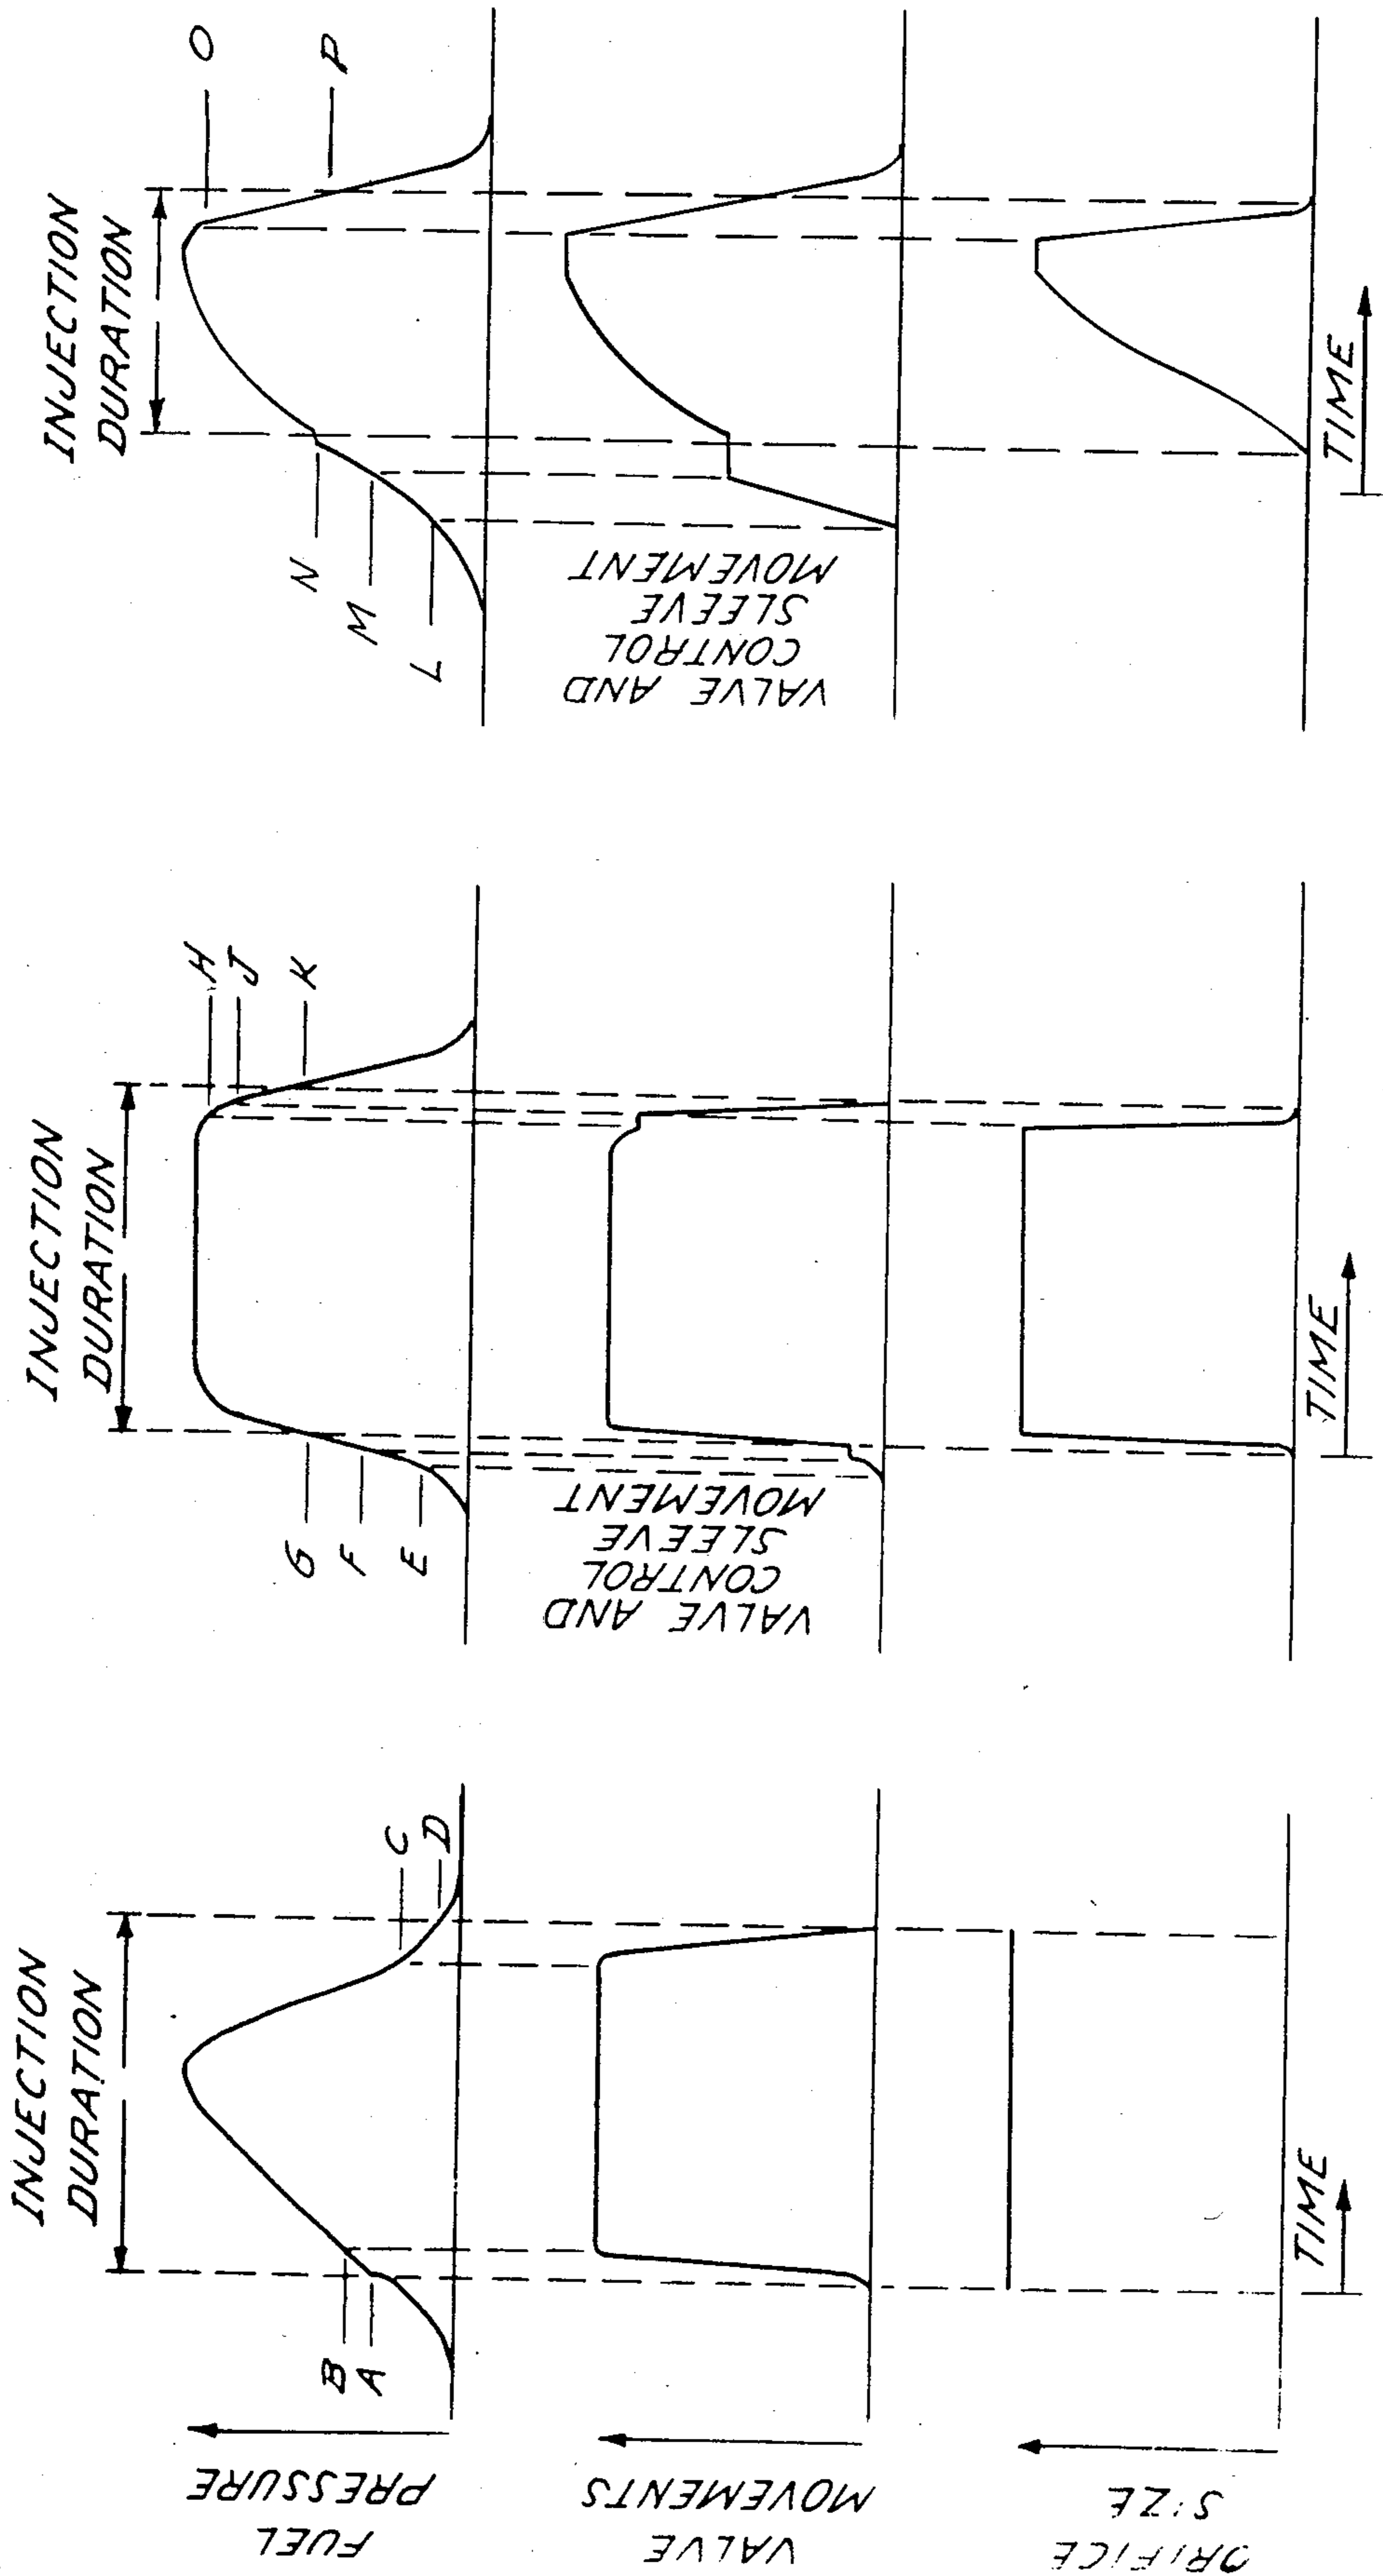 INJECTION
DURATION
B
A
C
D
FUEL
PRESSURE
VALVE
MOVEMENTS
ORIFICE
SIZE
TIME
INJECTION
DURATION
G
F
E
H
J
K
VALVE AND
CONTROL
SLEEVE
MOVEMENT
TIME
INJECTION
DURATION
N
M
L
O
P
VALVE AND
CONTROL
SLEEVE
MOVEMENT
TIME